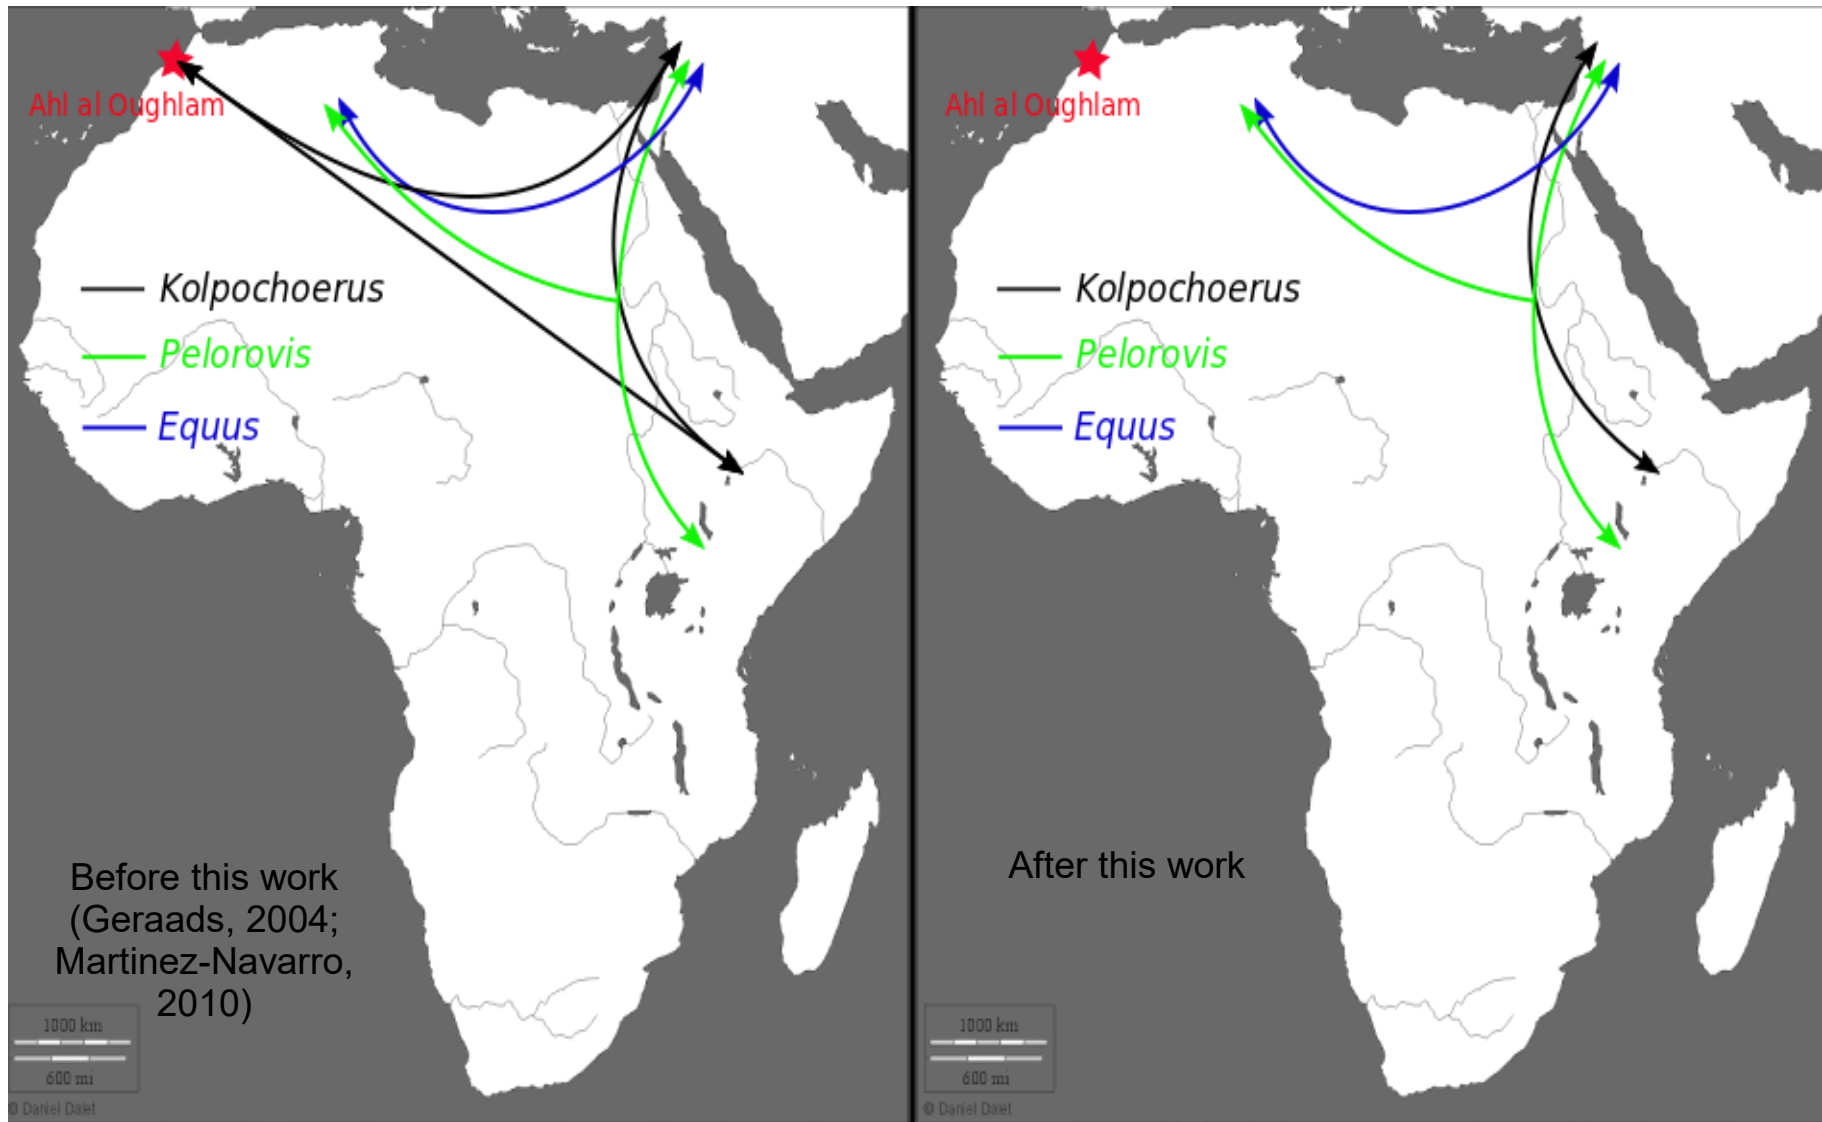 Ahl al Oughlam
Kolpochoerus
Pelorovis
Equus
Before this work
(Geraads, 2004;
Martinez-Navarro,
2010)
1000 km
600 mi
© Daniel Dalet
Ahl al Oughlam
Kolpochoerus
Pelorovis
Equus
After this work
1000 km
600 mi
© Daniel Dalet